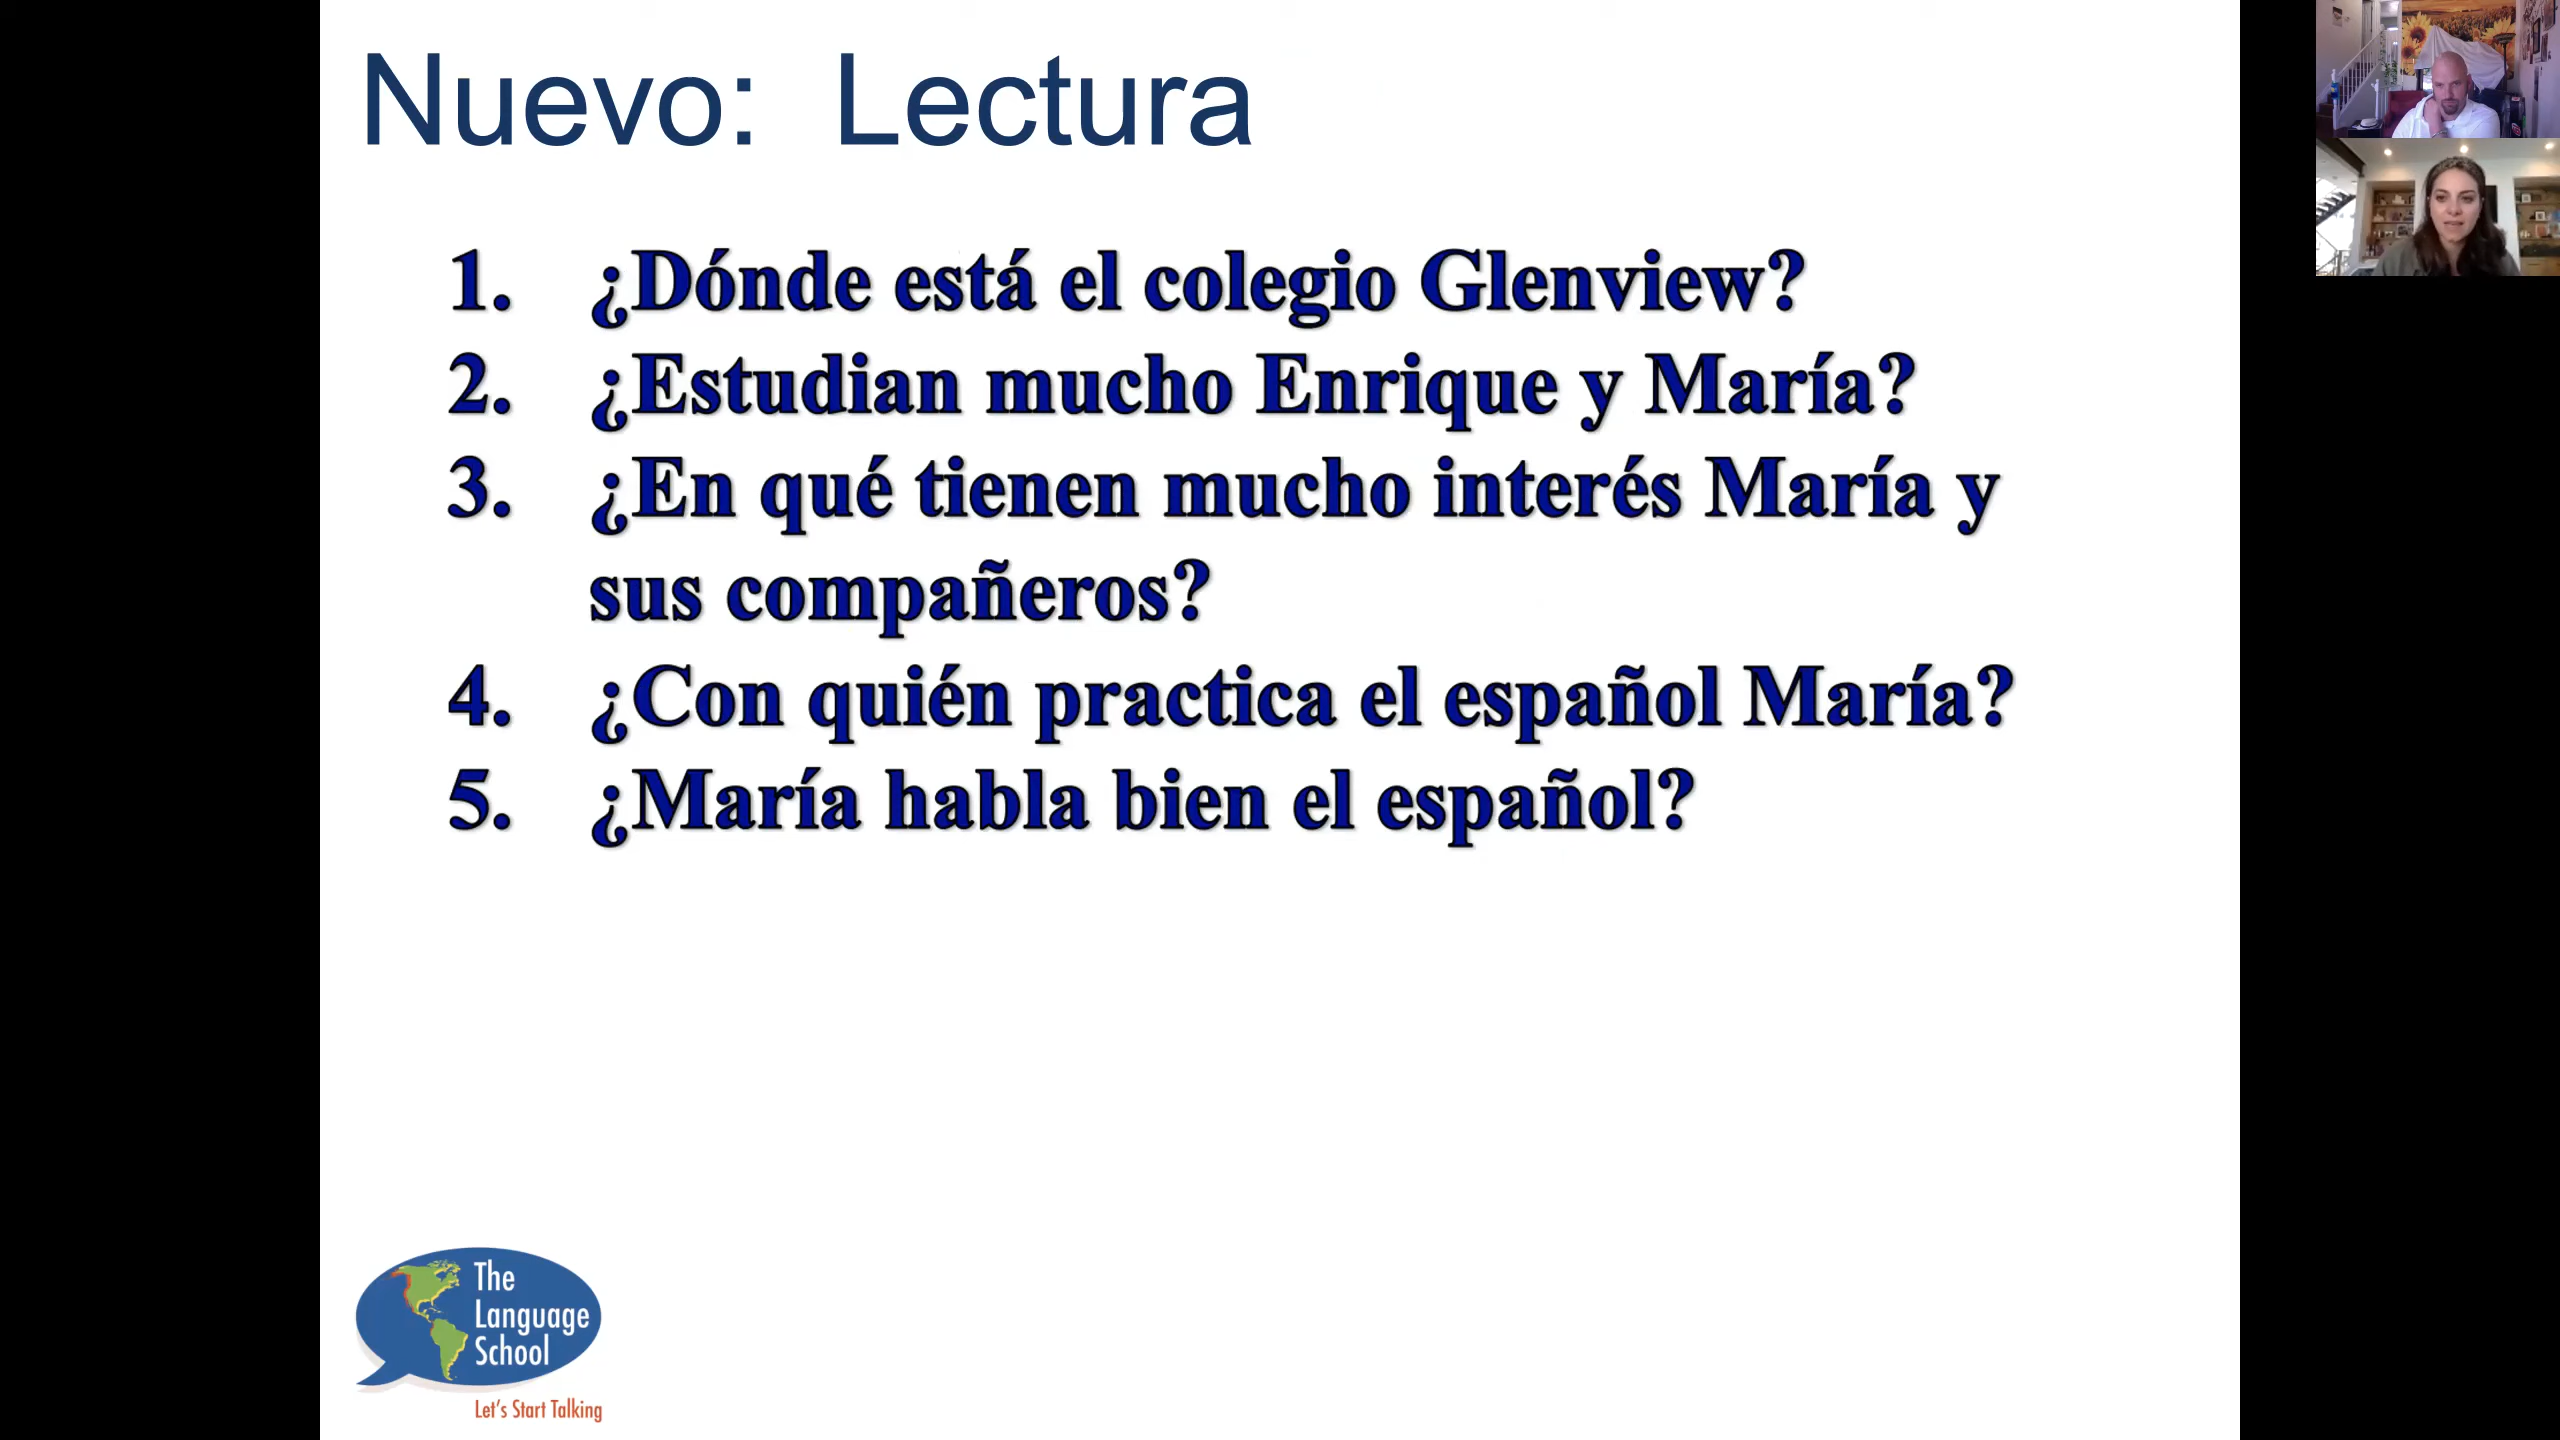 Nuevo: Lectura
1. ¿Dónde está el colegio Glenview?
2. ¿Estudian mucho Enrique y María?
3. ¿En qué tienen mucho interés María y
sus compañeros?
4. ¿Con quién practica el español María?
5. ¿María habla bien el español?
The
Language
School
Let's Start Talking